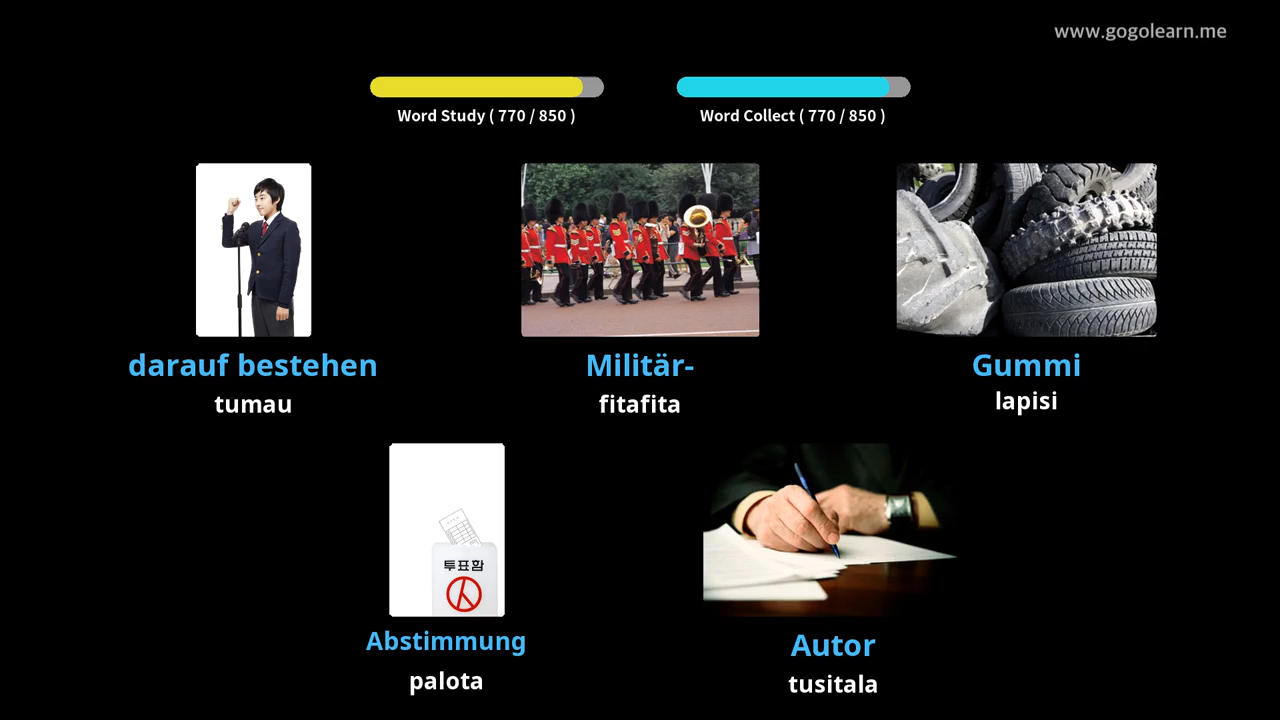 www.gogolearn.me
Word Study ( 770 / 850 )
Word Collect ( 770 / 850 )
darauf bestehen
tumau
Militär-
fitafita
Gummi
lapisi
투표함
Abstimmung
palota
Autor
tusitala